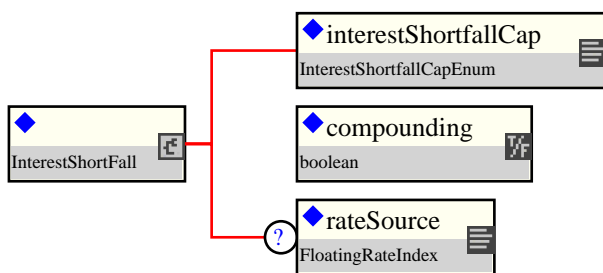 interestShortfallCap
InterestShortfallCapEnum
InterestShortFall
compounding
T/F
boolean
?
rateSource
FloatingRateIndex